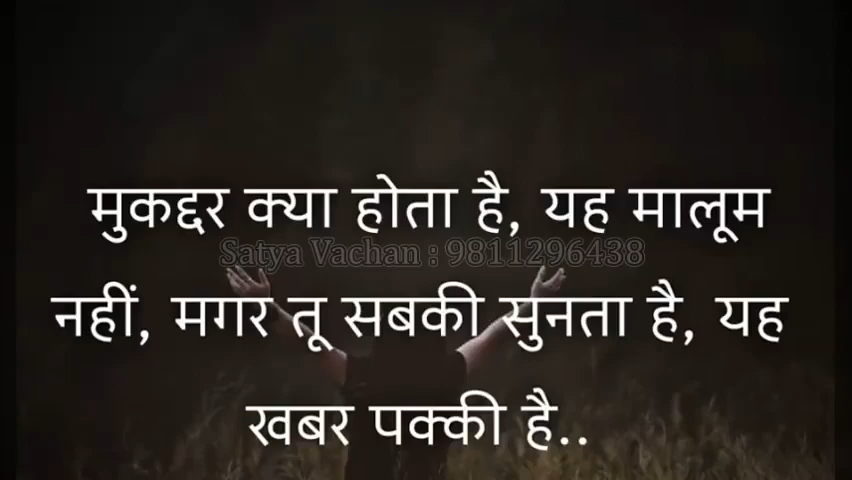 मुकद्दर क्या होता है, यह मालूम
Satya Vachan : 9811296438
नहीं, मगर तू सबकी सुनता है, यह
खबर पक्की है..